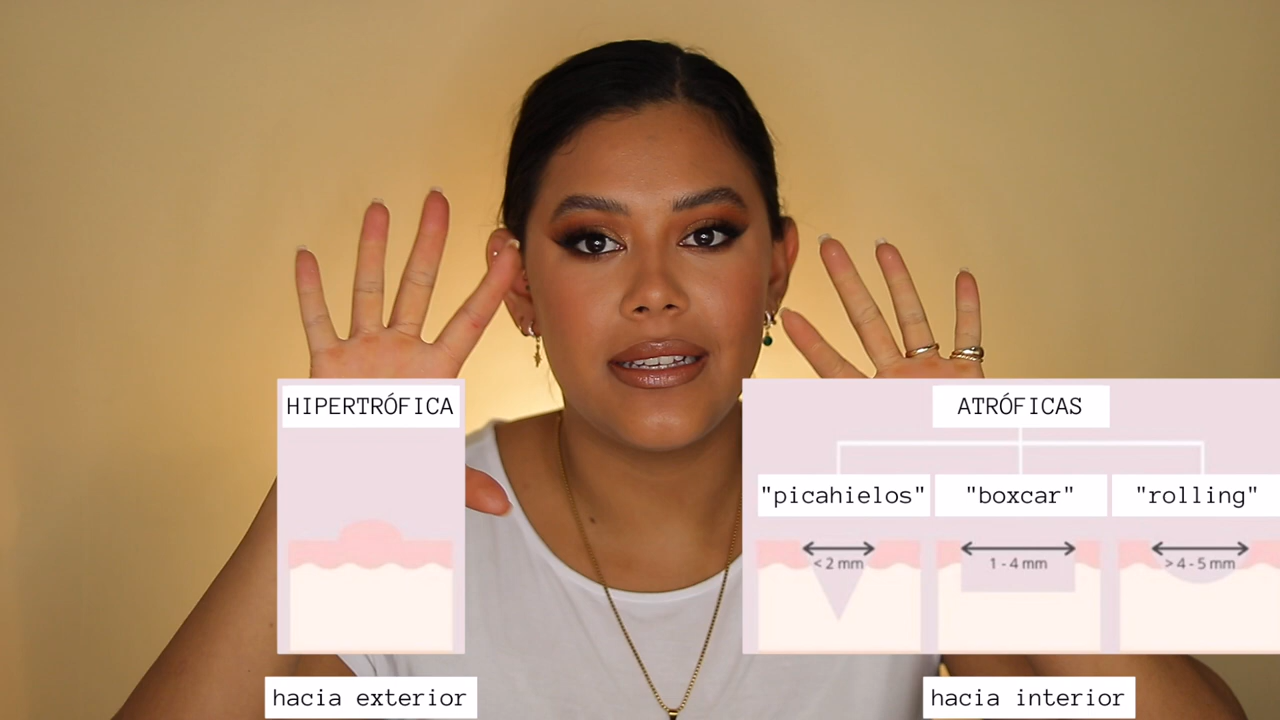 HIPERTRÓFICA
ATRÓFICAS
"picahielos"
"boxcar"
"rolling"
< 2 mm
1 - 4 mm
> 4 - 5 mm
hacia exterior
hacia interior